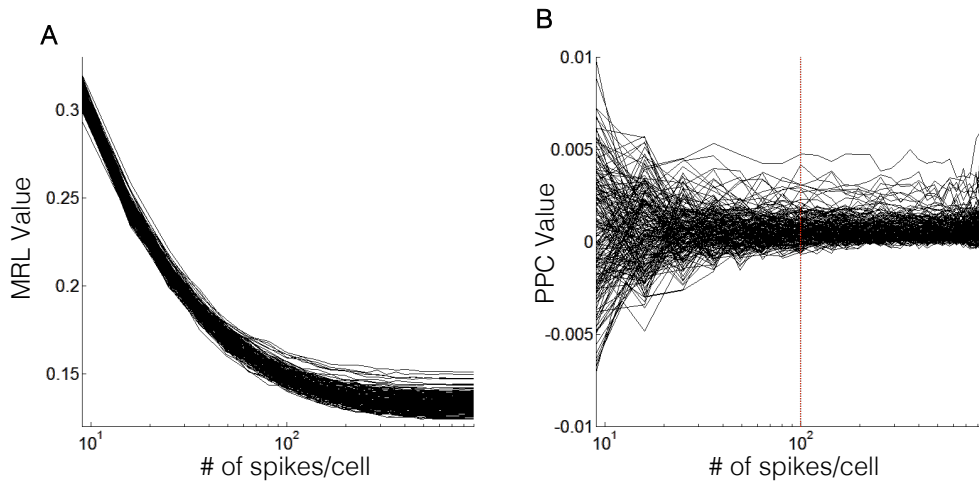 A
0.3
0.25
0.2
0.15
MRL Value
10^1
10^2
# of spikes/cell
B
0.01
0.005
0
-0.005
-0.01
PPC Value
10^1
10^2
# of spikes/cell